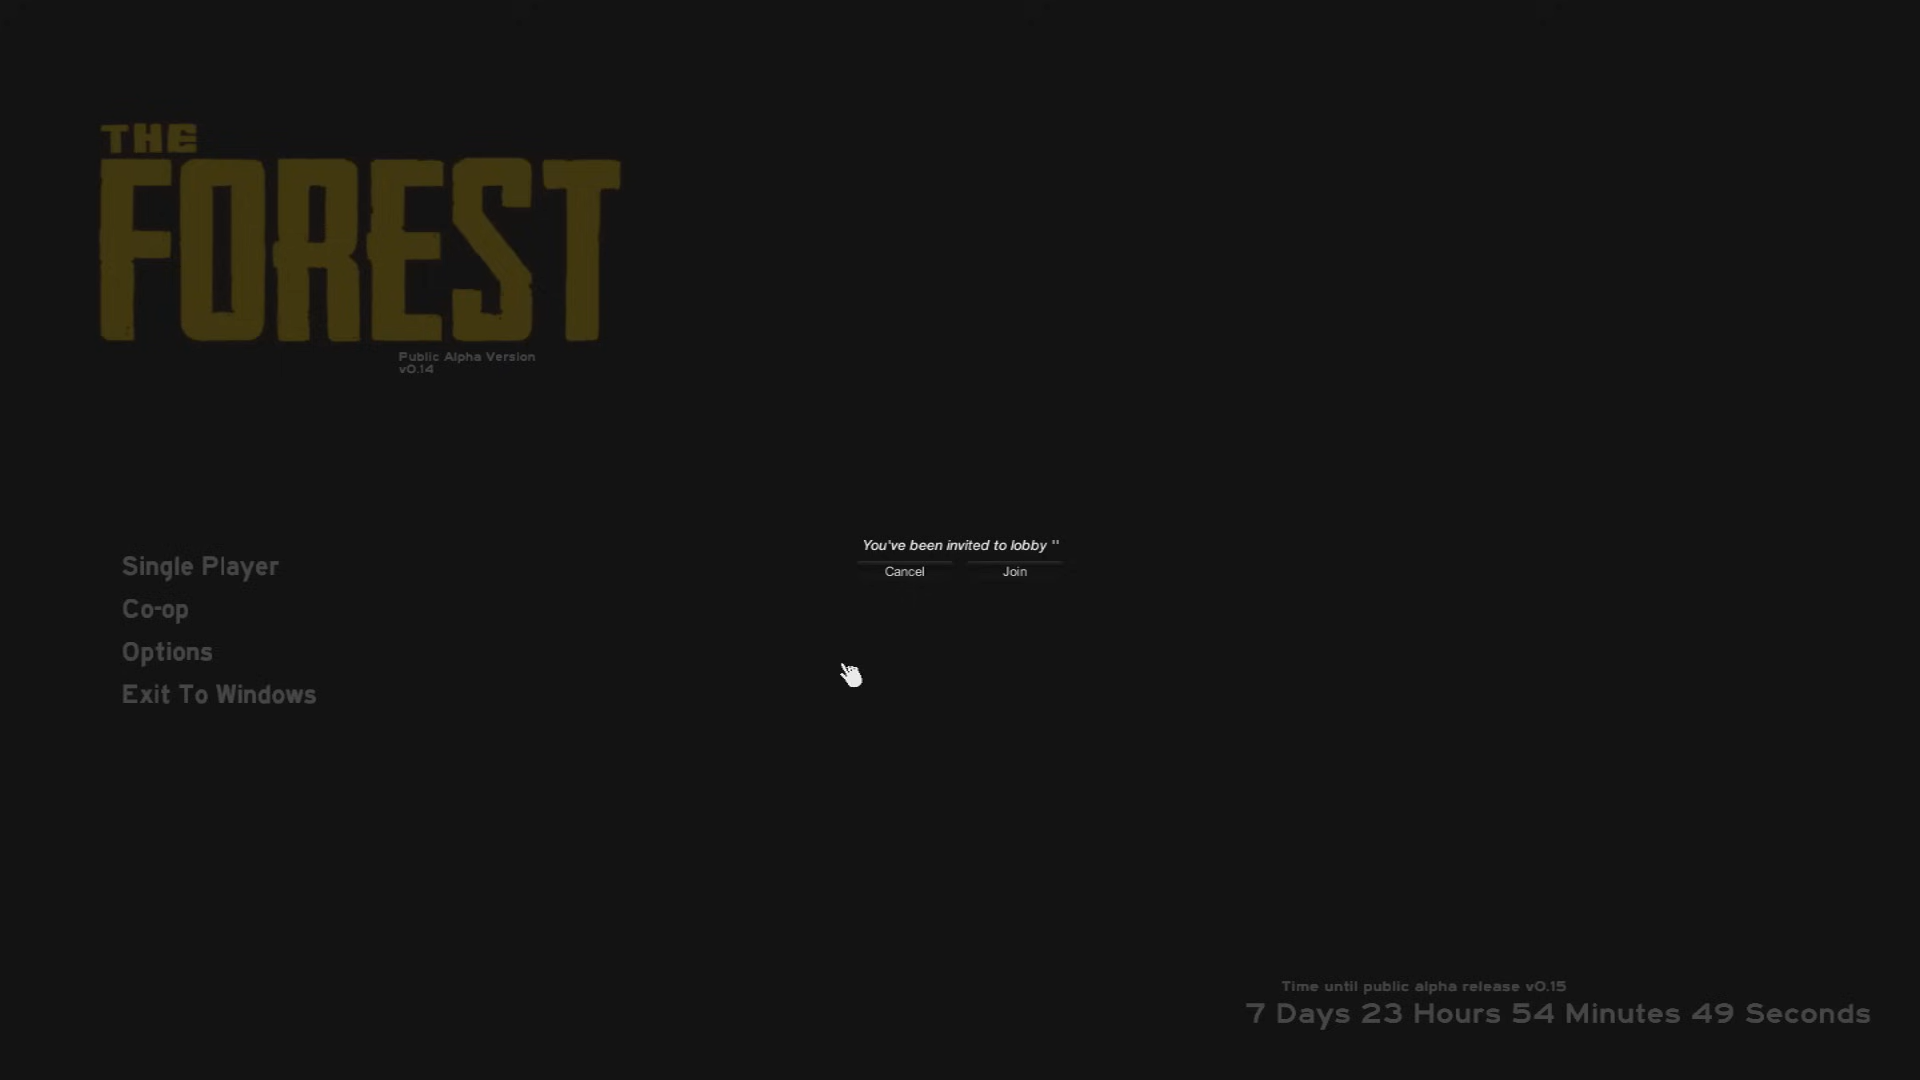 THE
FOREST
Public Alpha Version
v0.14
You've been invited to lobby ''
Cancel
Join
Single Player
Co-op
Options
Exit To Windows
Time until public alpha release v0.15
7 Days 23 Hours 54 Minutes 49 Seconds